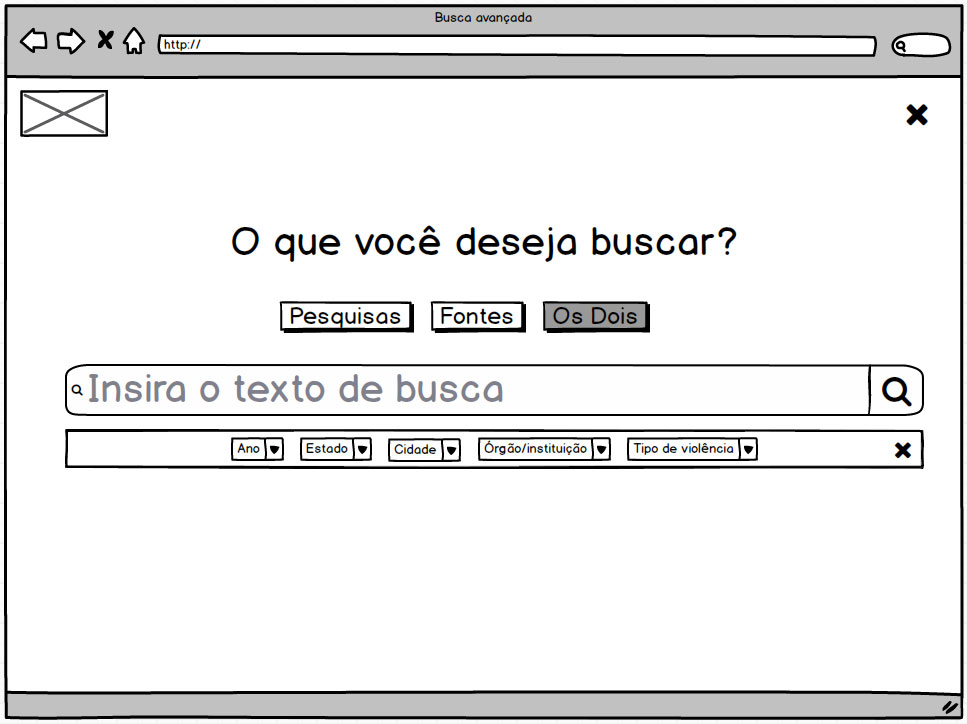 Busca avançada
http://
O que você deseja buscar?
Pesquisas Fontes Os Dois
Insira o texto de busca
Ano Estado Cidade Órgão/instituição Tipo de violência